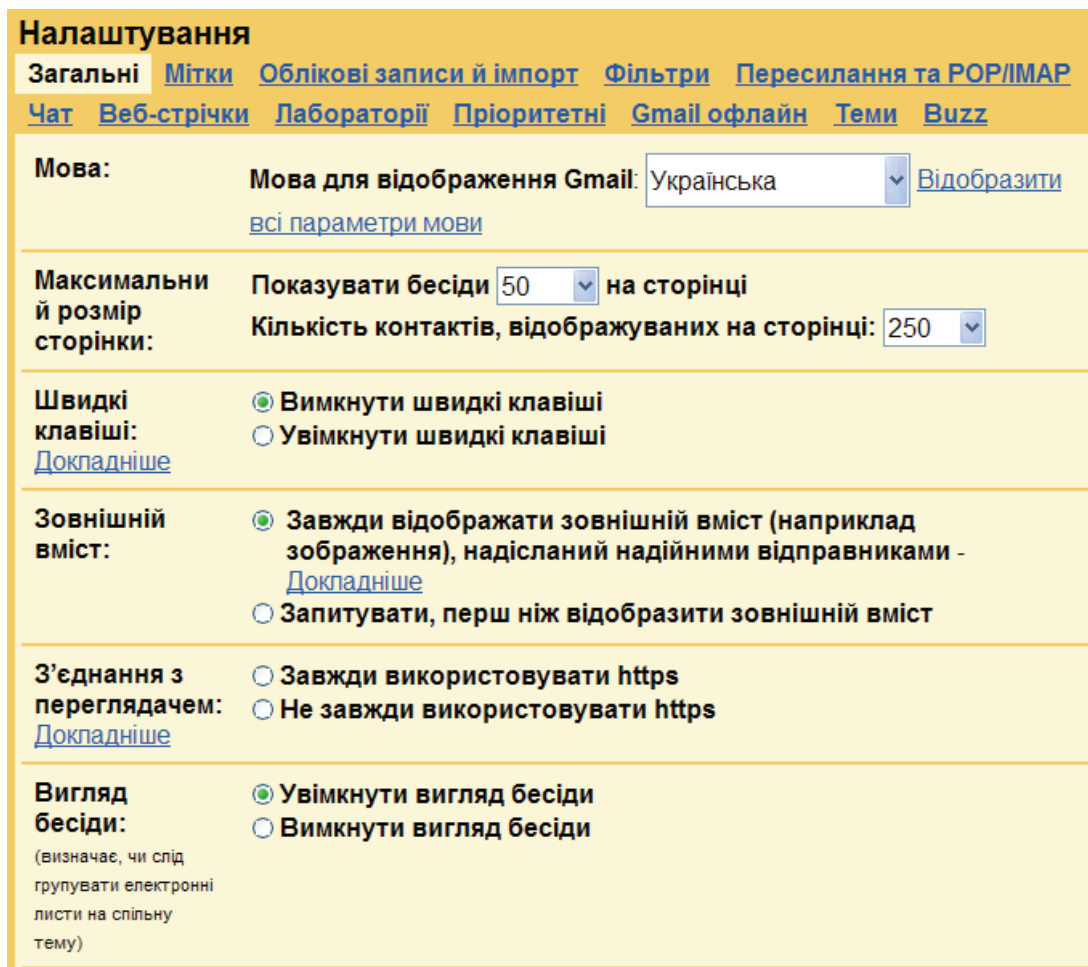 Налаштування
Загальні Мітки Облікові записи й імпорт Фільтри Пересилання та POP/IMAP
Чат Веб-стрічки Лабораторії Пріоритетні Gmail офлайн Теми Buzz
Мова:
Мова для відображення Gmail: Українська Відобразити
всі параметри мови
Максимальни
й розмір
сторінки:
Показувати бесіди 50 на сторінці
Кількість контактів, відображуваних на сторінці: 250
Швидкі
клавіші:
Докладніше
Вимкнути швидкі клавіші
Увімкнути швидкі клавіші
Зовнішній
вміст:
Завжди відображати зовнішній вміст (наприклад
зображення), надісланий надійними відправниками -
Докладніше
Запитувати, перш ніж відобразити зовнішній вміст
З’єднання з
переглядачем:
Докладніше
Завжди використовувати https
Не завжди використовувати https
Вигляд
бесіди:
(визначає, чи слід
групувати електронні
листи на спільну
тему)
Увімкнути вигляд бесіди
Вимкнути вигляд бесіди